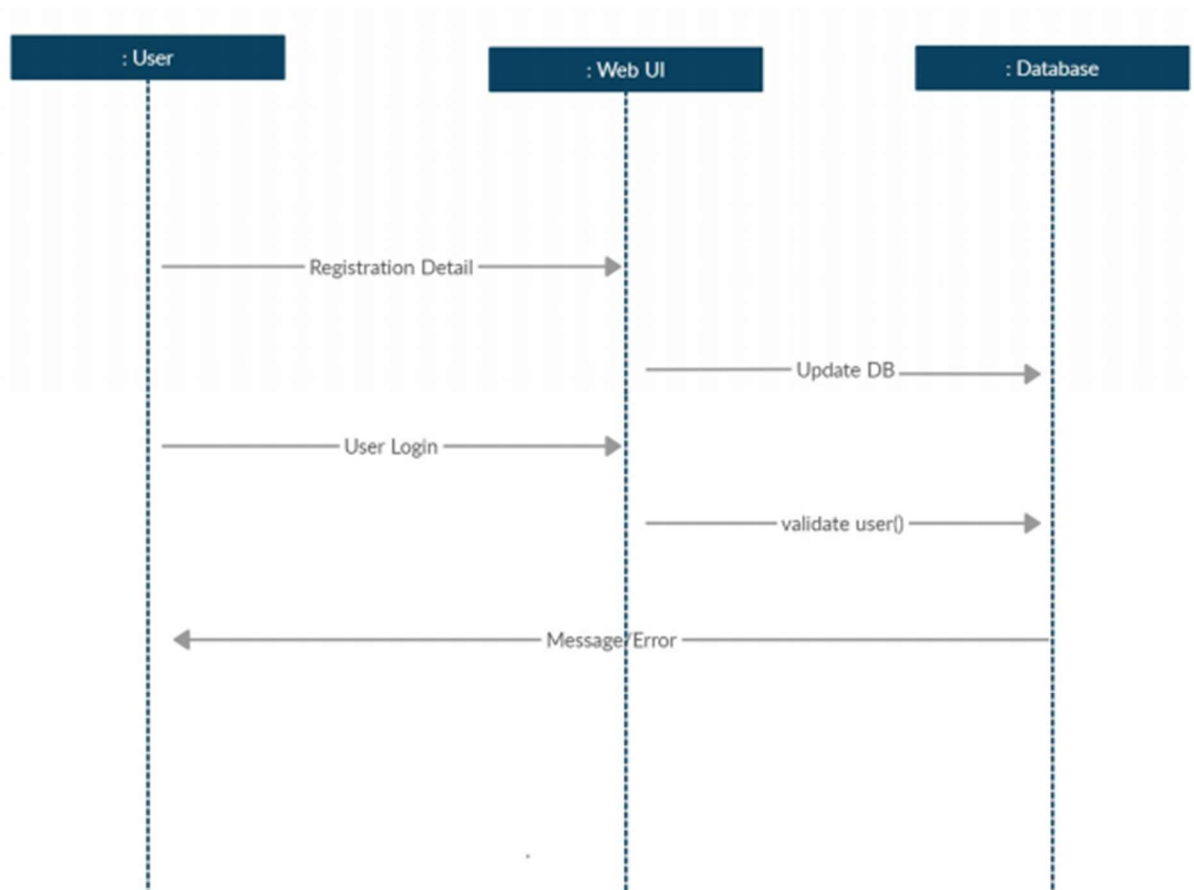 : User
: Web UI
: Database
Registration Detail
Update DB
User Login
validate user()
Message/Error